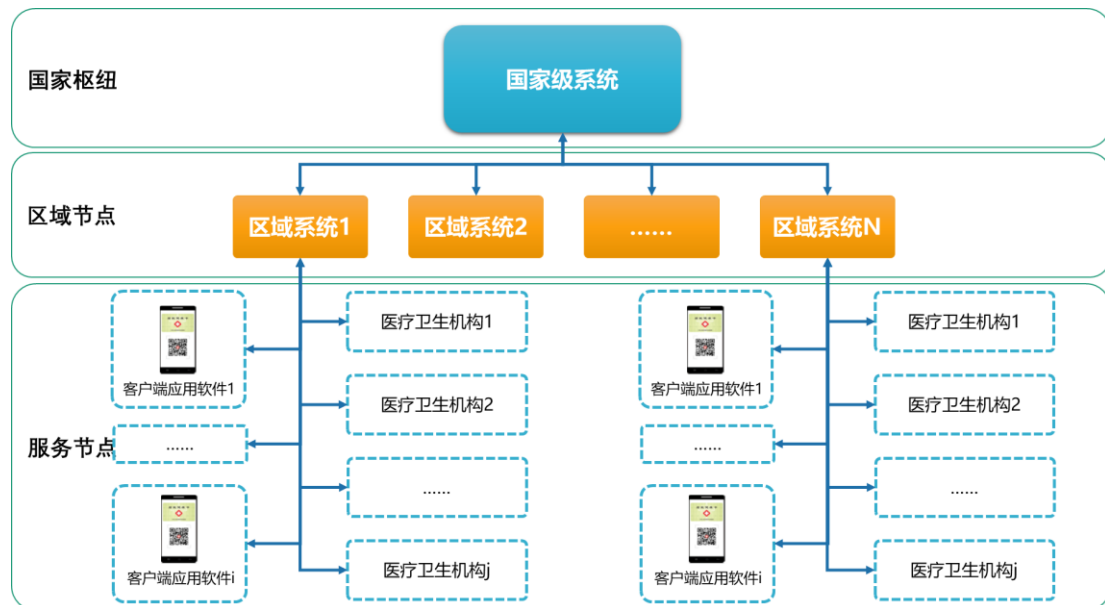 国家枢纽
国家级系统
区域节点
区域系统1
区域系统2
……
区域系统N
服务节点
客户端应用软件1
……
客户端应用软件i
医疗卫生机构1
医疗卫生机构2
……
医疗卫生机构j
客户端应用软件1
……
客户端应用软件i
医疗卫生机构1
医疗卫生机构2
……
医疗卫生机构j